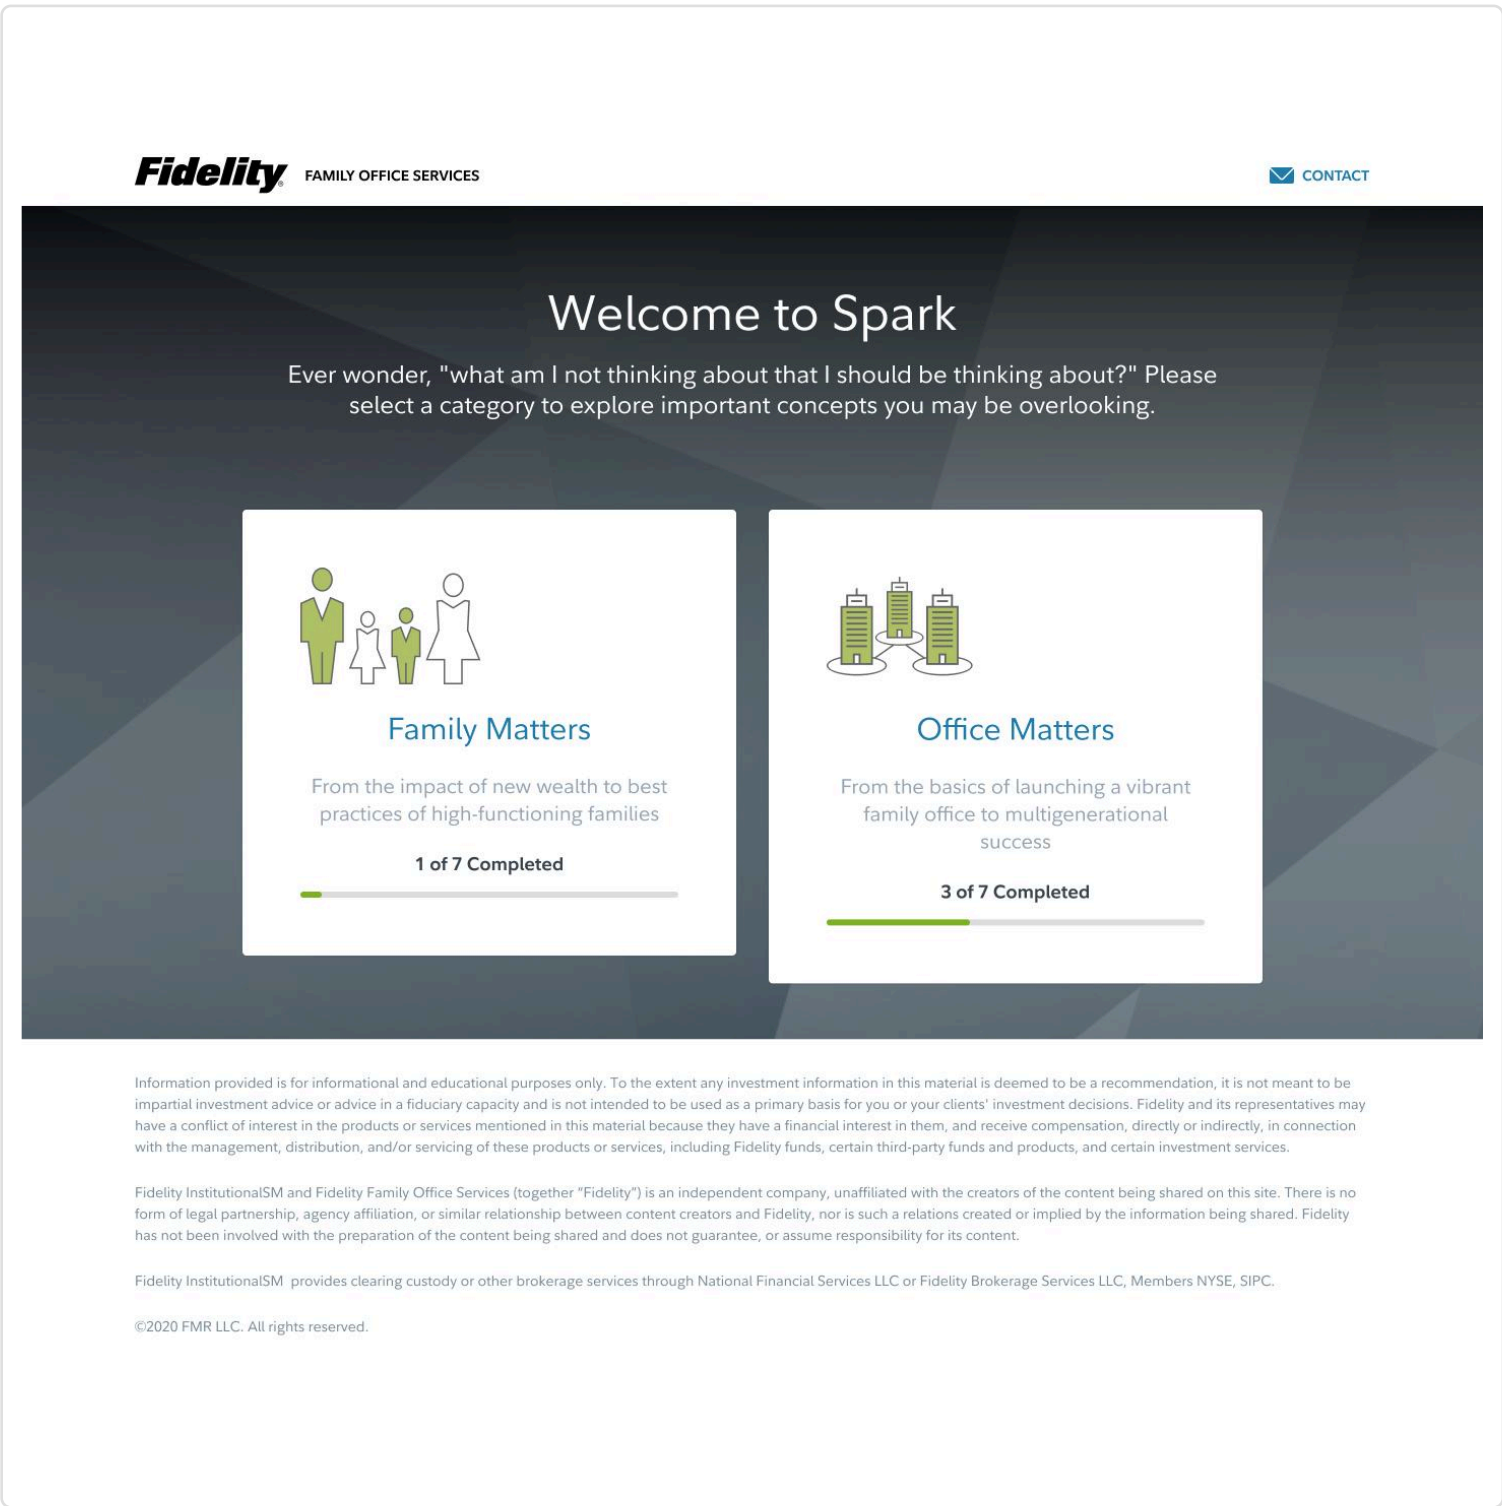 Fidelity® FAMILY OFFICE SERVICES
CONTACT
Welcome to Spark
Ever wonder, "what am I not thinking about that I should be thinking about?" Please
select a category to explore important concepts you may be overlooking.
Family Matters
From the impact of new wealth to best
practices of high-functioning families
1 of 7 Completed
Office Matters
From the basics of launching a vibrant
family office to multigenerational
success
3 of 7 Completed
Information provided is for informational and educational purposes only. To the extent any investment information in this material is deemed to be a recommendation, it is not meant to be
impartial investment advice or advice in a fiduciary capacity and is not intended to be used as a primary basis for you or your clients' investment decisions. Fidelity and its representatives may
have a conflict of interest in the products or services mentioned in this material because they have a financial interest in them, and receive compensation, directly or indirectly, in connection
with the management, distribution, and/or servicing of these products or services, including Fidelity funds, certain third-party funds and products, and certain investment services.
Fidelity InstitutionalSM and Fidelity Family Office Services (together "Fidelity") is an independent company, unaffiliated with the creators of the content being shared on this site. There is no
form of legal partnership, agency affiliation, or similar relationship between content creators and Fidelity, nor is such a relations created or implied by the information being shared. Fidelity
has not been involved with the preparation of the content being shared and does not guarantee, or assume responsibility for its content.
Fidelity InstitutionalSM provides clearing custody or other brokerage services through National Financial Services LLC or Fidelity Brokerage Services LLC, Members NYSE, SIPC.
©2020 FMR LLC. All rights reserved.